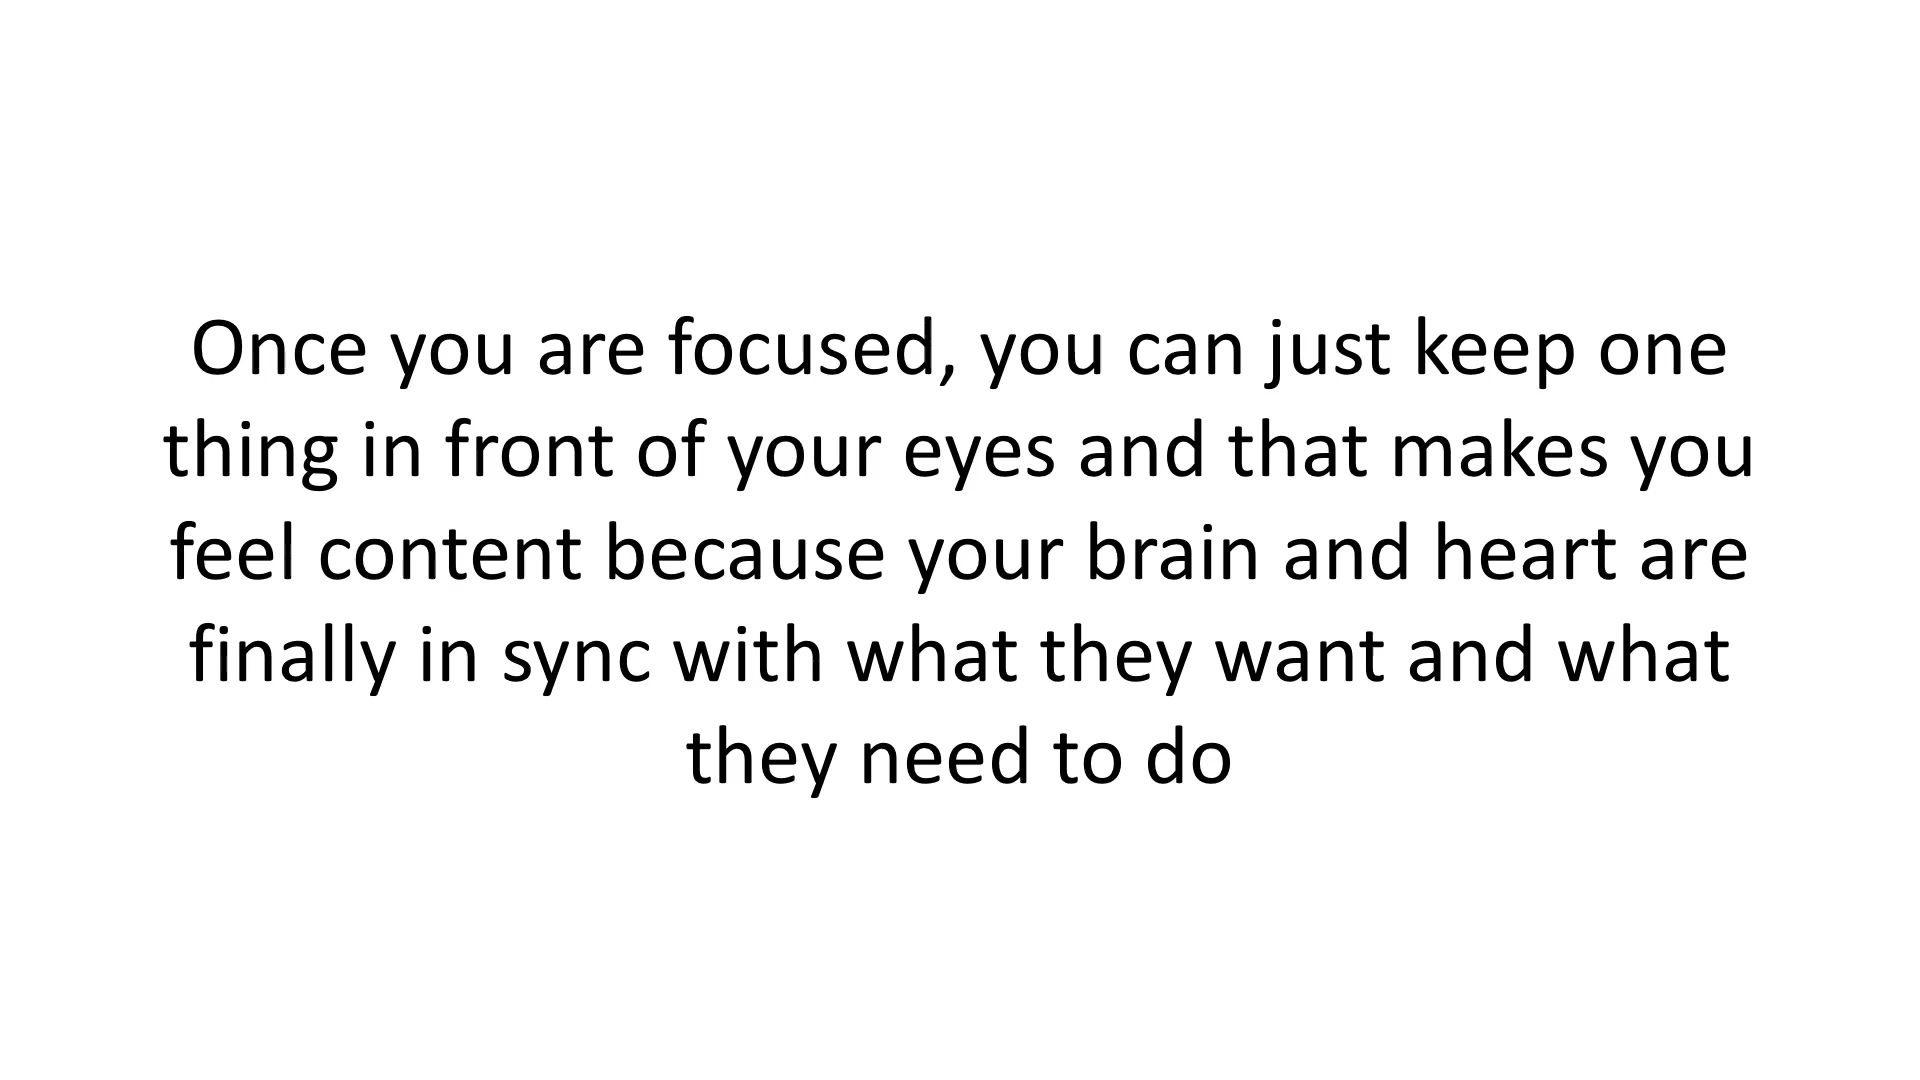 Once you are focused, you can just keep one
thing in front of your eyes and that makes you
feel content because your brain and heart are
finally in sync with what they want and what
they need to do